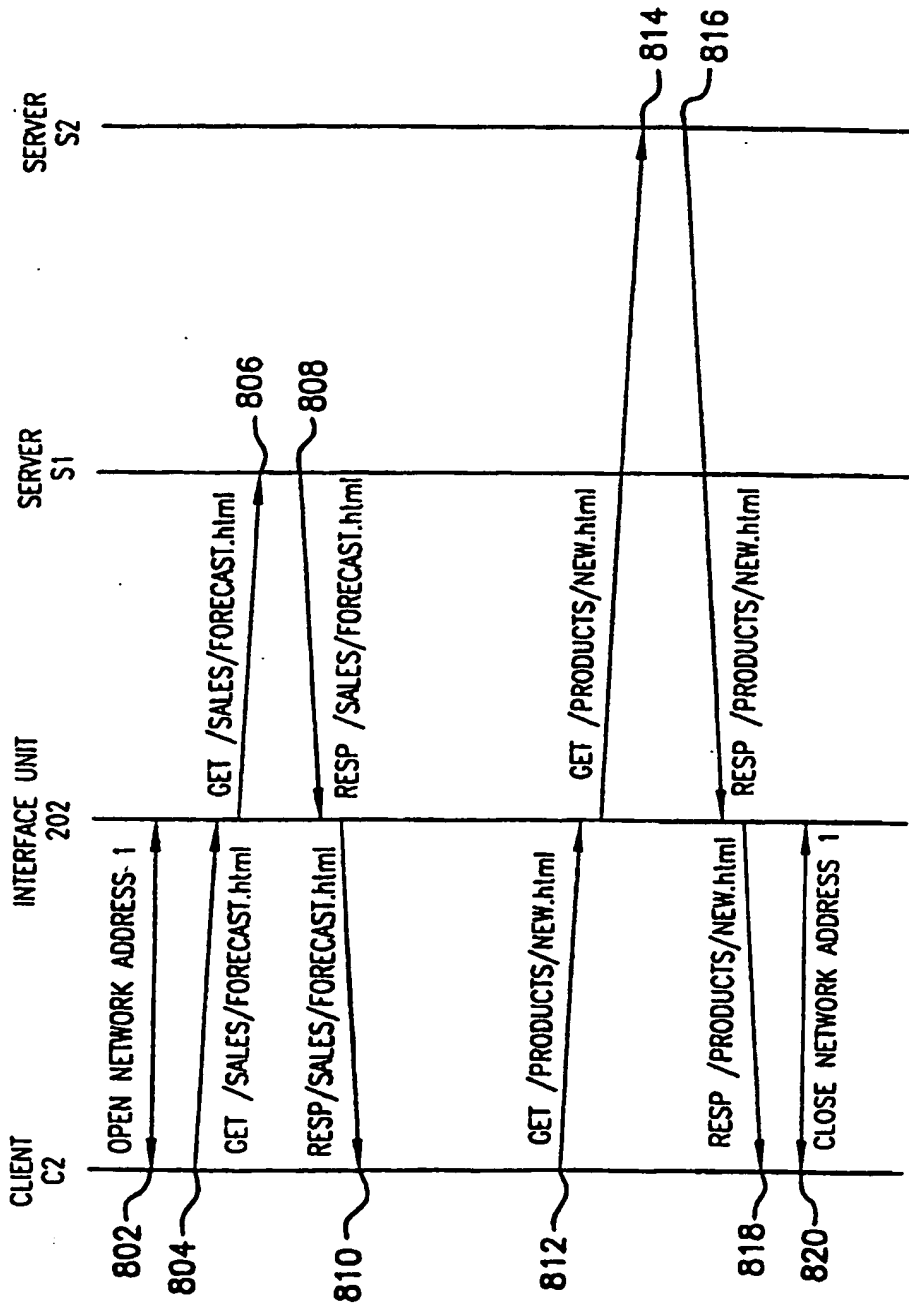 CLIENT
C2
INTERFACE UNIT
202
SERVER
S1
SERVER
S2
802
OPEN NETWORK ADDRESS 1
804
GET /SALES/FORECAST.html
GET /SALES/FORECAST.html
806
808
RESP /SALES/FORECAST.html
RESP/SALES/FORECAST.html
810
812
GET /PRODUCTS/NEW.html
GET /PRODUCTS/NEW.html
814
816
RESP /PRODUCTS/NEW.html
RESP /PRODUCTS/NEW.html
818
820
CLOSE NETWORK ADDRESS 1